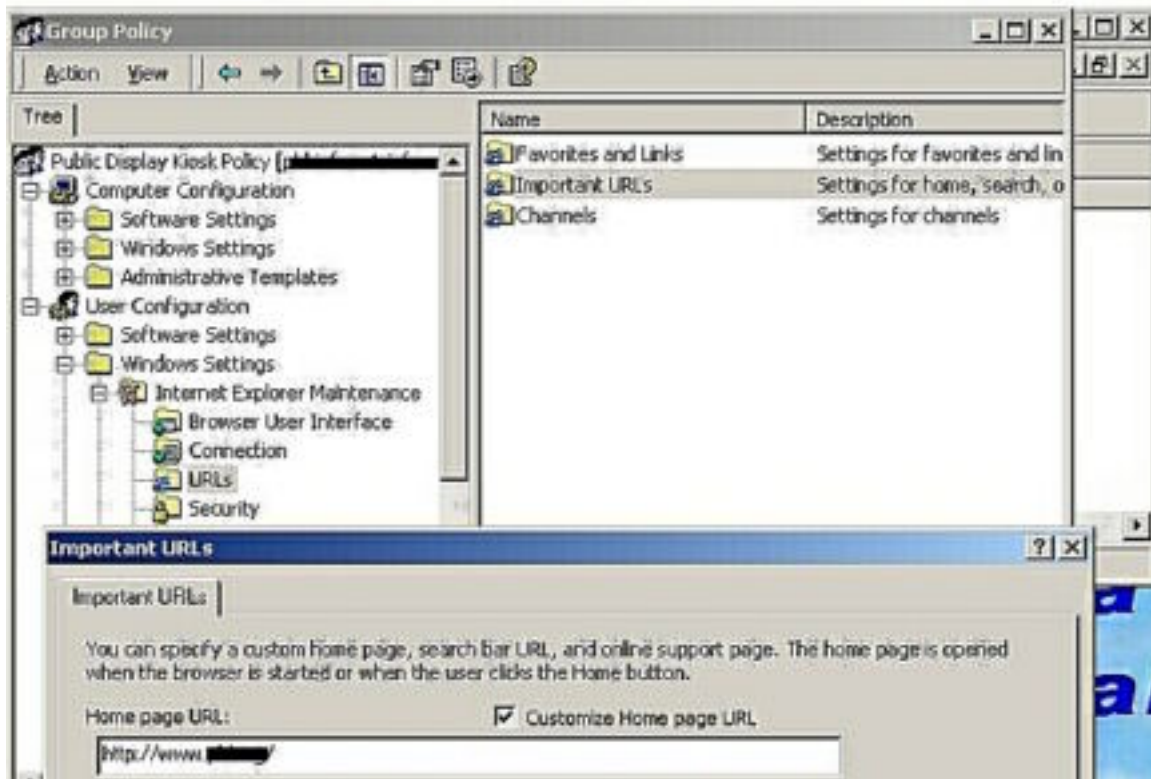 Group Policy
Action View
Tree
Name Description
Public Display Kiosk Policy [
Computer Configuration
Software Settings
Windows Settings
Administrative Templates
User Configuration
Software Settings
Windows Settings
Internet Explorer Maintenance
Browser User Interface
Connection
URLs
Security
Favorites and Links Settings for favorites and lin
Important URLs Settings for home, search, o
Channels Settings for channels
Important URLs
Important URLs
You can specify a custom home page, search bar URL, and online support page. The home page is opened
when the browser is started or when the user clicks the Home button.
Home page URL: Customize Home page URL
http://www.